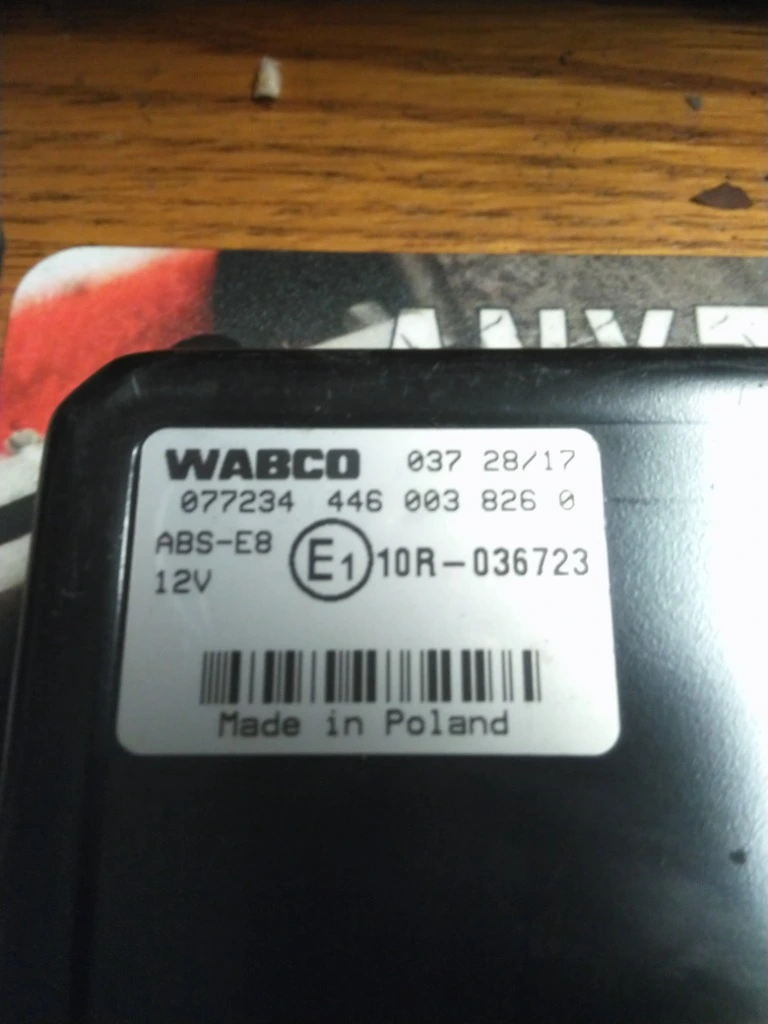 WABCO 037 28/17
077234 446 003 826 0
ABS-E8
12V
E1 10R-036723
Made in Poland